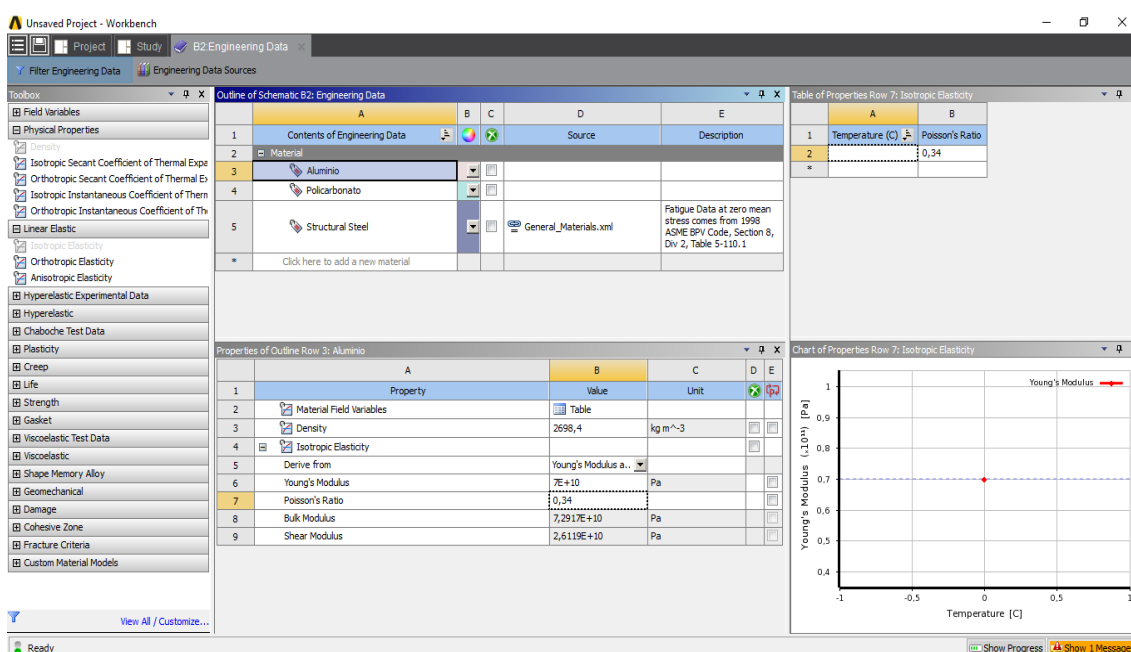 Unsaved Project - Workbench
Project
Study
B2:Engineering Data
Filter Engineering Data
Engineering Data Sources
Toolbox
Field Variables
Physical Properties
Density
Isotropic Secant Coefficient of Thermal Expa
Orthotropic Secant Coefficient of Thermal Ex
Isotropic Instantaneous Coefficient of Therm
Orthotropic Instantaneous Coefficient of The
Linear Elastic
Isotropic Elasticity
Orthotropic Elasticity
Anisotropic Elasticity
Hyperelastic Experimental Data
Hyperelastic
Chaboche Test Data
Plasticity
Creep
Life
Strength
Gasket
Viscoelastic Test Data
Viscoelastic
Shape Memory Alloy
Geomechanical
Damage
Cohesive Zone
Fracture Criteria
Custom Material Models
View All / Customize...
Outline of Schematic B2: Engineering Data
A B C D E
1 Contents of Engineering Data Source Description
2 Material
3 Aluminio
4 Policarbonato
5 Structural Steel General_Materials.xml
Fatigue Data at zero mean
stress comes from 1998
ASME BPV Code, Section 8,
Div 2, Table 5-110.1
* Click here to add a new material
Properties of Outline Row 3: Aluminio
A B C D E
1 Property Value Unit
2 Material Field Variables Table
3 Density 2698,4 kg m^-3
4 Isotropic Elasticity
5 Derive from Young's Modulus a..
6 Young's Modulus 7E+10 Pa
7 Poisson's Ratio 0,34
8 Bulk Modulus 7,2917E+10 Pa
9 Shear Modulus 2,6119E+10 Pa
Table of Properties Row 7: Isotropic Elasticity
A B
1 Temperature (C) Poisson's Ratio
2 0,34
*
Chart of Properties Row 7: Isotropic Elasticity
Young's Modulus
Young's Modulus (x10¹¹) [Pa]
1
0,9
0,8
0,7
0,6
0,5
0,4
-1 -0,5 0 0,5 1
Temperature [C]
Ready
Show Progress
Show 1 Message